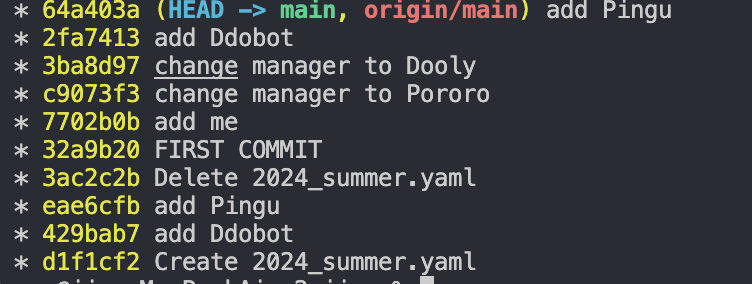 * 64a403a (HEAD -> main, origin/main) add Pingu
* 2fa7413 add Ddobot
* 3ba8d97 change manager to Dooly
* c9073f3 change manager to Pororo
* 7702b0b add me
* 32a9b20 FIRST COMMIT
* 3ac2c2b Delete 2024_summer.yaml
* eae6cfb add Pingu
* 429bab7 add Ddobot
* d1f1cf2 Create 2024_summer.yaml